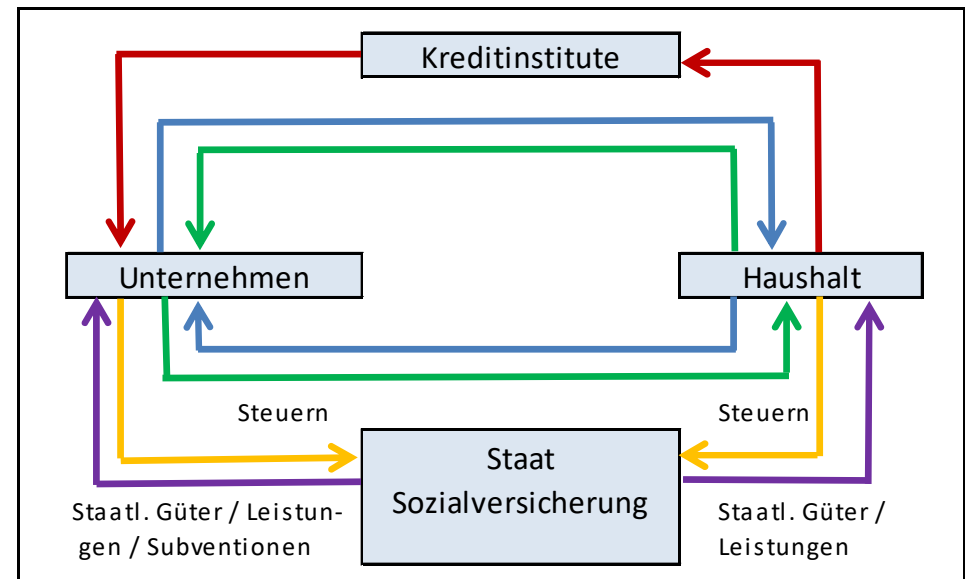 Kreditinstitute
Unternehmen
Haushalt
Steuern
Steuern
Staat
Sozialversicherung
Staatl. Güter / Leistun-
gen / Subventionen
Staatl. Güter /
Leistungen